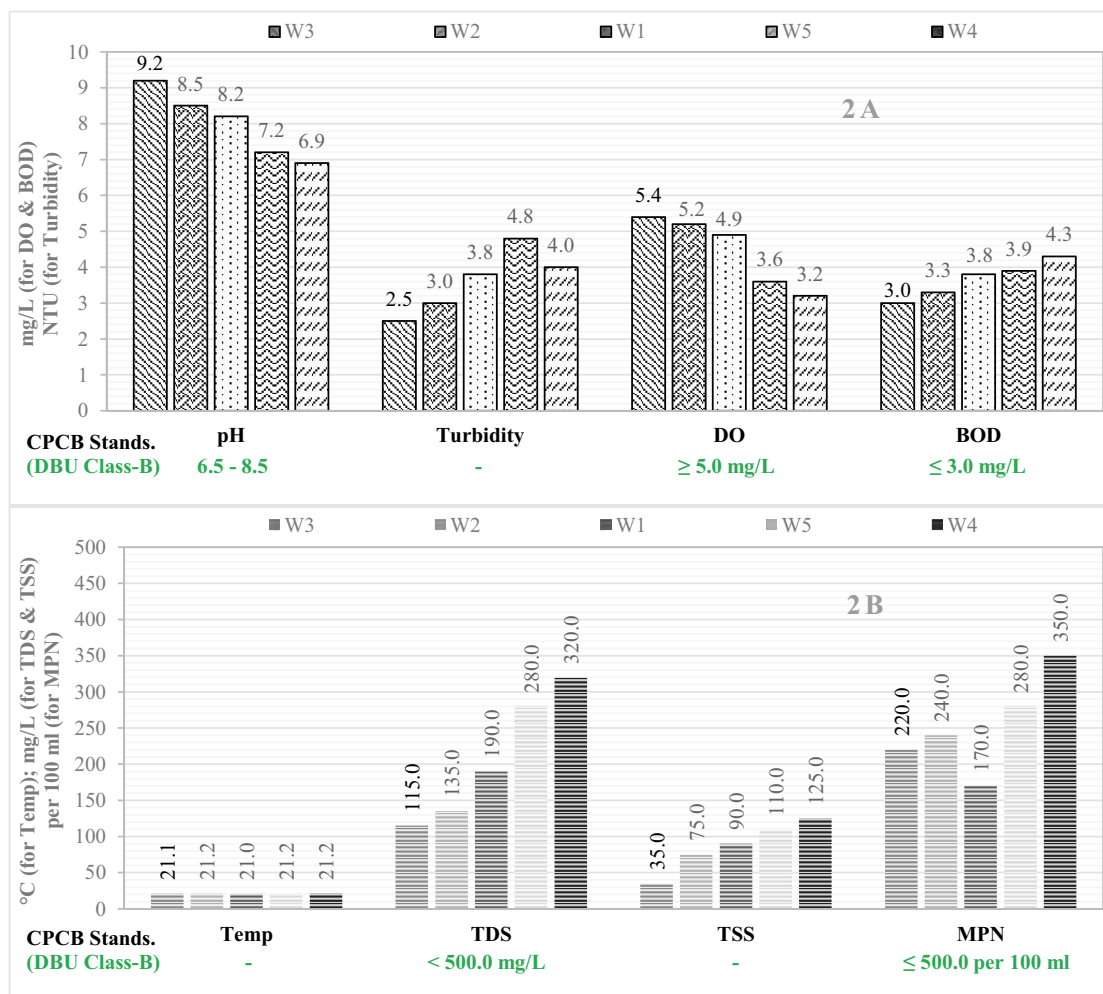 W3 W2 W1 W5 W4
mg/L (for DO & BOD)
NTU (for Turbidity)
10
9
8
7
6
5
4
3
2
1
0
2 A
9.2 8.5 8.2 7.2 6.9
2.5 3.0 3.8 4.8 4.0
5.4 5.2 4.9 3.6 3.2
3.0 3.3 3.8 3.9 4.3
CPCB Stands. pH Turbidity DO BOD
(DBU Class-B) 6.5 - 8.5 - ≥ 5.0 mg/L ≤ 3.0 mg/L
W3 W2 W1 W5 W4
°C (for Temp); mg/L (for TDS & TSS)
per 100 ml (for MPN)
500
450
400
350
300
250
200
150
100
50
0
2 B
21.1 21.2 21.0 21.2 21.2
115.0 135.0 190.0 280.0 320.0
35.0 75.0 90.0 110.0 125.0
220.0 240.0 170.0 280.0 350.0
CPCB Stands. Temp TDS TSS MPN
(DBU Class-B) - < 500.0 mg/L - ≤ 500.0 per 100 ml